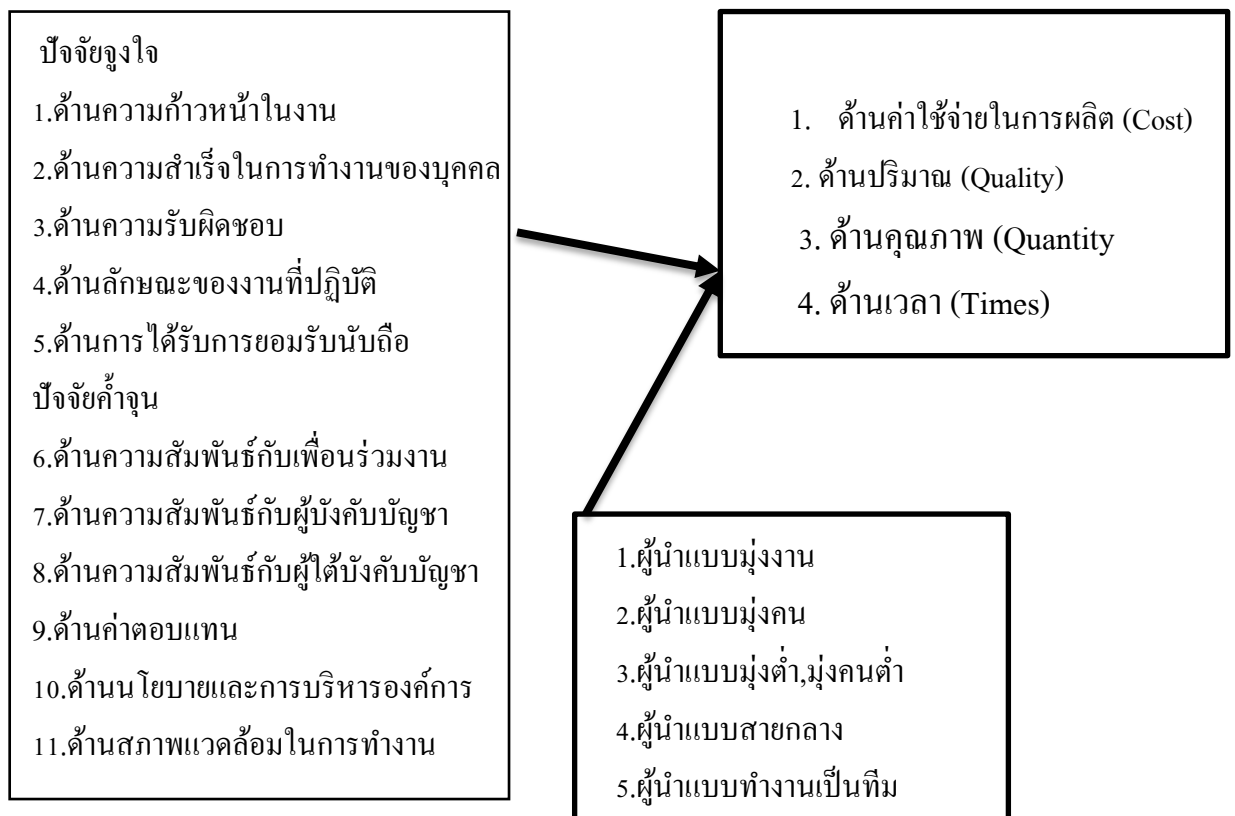 ปัจจัยจูงใจ
1.ด้านความก้าวหน้าในงาน
2.ด้านความสำเร็จในการทำงานของบุคคล
3.ด้านความรับผิดชอบ
4.ด้านลักษณะของงานที่ปฏิบัติ
5.ด้านการได้รับการยอมรับนับถือ
ปัจจัยค้ำจุน
6.ด้านความสัมพันธ์กับเพื่อนร่วมงาน
7.ด้านความสัมพันธ์กับผู้บังคับบัญชา
8.ด้านความสัมพันธ์กับผู้ใต้บังคับบัญชา
9.ด้านค่าตอบแทน
10.ด้านนโยบายและการบริหารองค์การ
11.ด้านสภาพแวดล้อมในการทำงาน
1. ด้านค่าใช้จ่ายในการผลิต (Cost)
2. ด้านปริมาณ (Quality)
3. ด้านคุณภาพ (Quantity
4. ด้านเวลา (Times)
1.ผู้นำแบบมุ่งงาน
2.ผู้นำแบบมุ่งคน
3.ผู้นำแบบมุ่งต่ำ,มุ่งคนต่ำ
4.ผู้นำแบบสายกลาง
5.ผู้นำแบบทำงานเป็นทีม